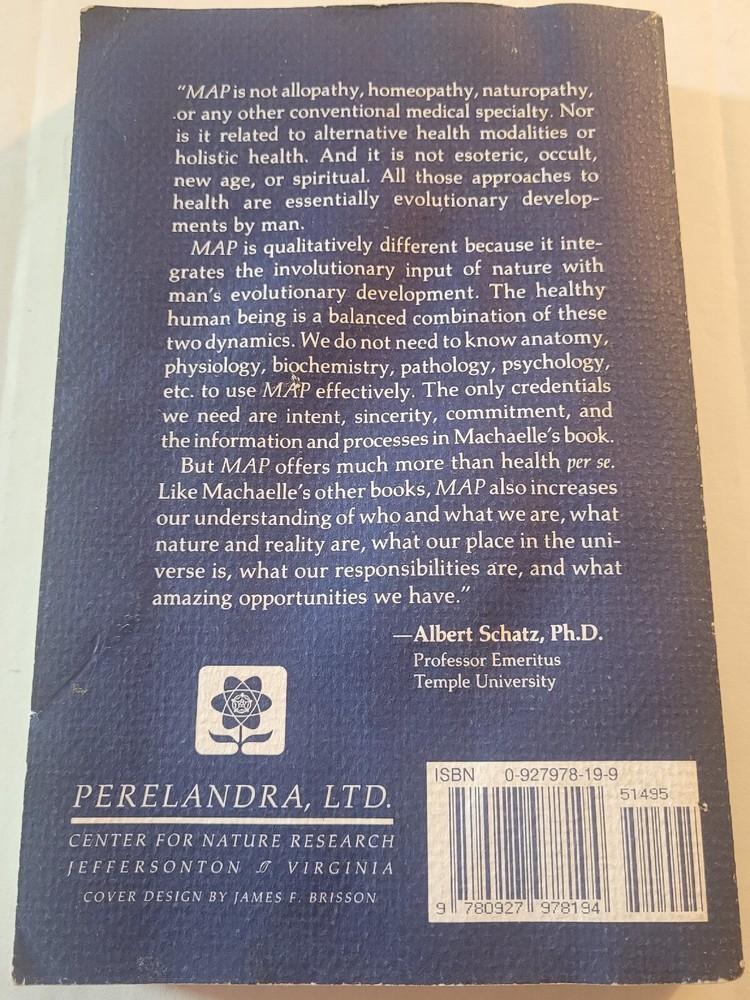 "MAP is not allopathy, homeopathy, naturopathy,
or any other conventional medical specialty. Nor
is it related to alternative health modalities or
holistic health. And it is not esoteric, occult,
new age, or spiritual. All those approaches to
health are essentially evolutionary develop-
ments by man.
MAP is qualitatively different because it inte-
grates the involutionary input of nature with
man's evolutionary development. The healthy
human being is a balanced combination of these
two dynamics. We do not need to know anatomy,
physiology, biochemistry, pathology, psychology,
etc. to use MAP effectively. The only credentials
we need are intent, sincerity, commitment, and
the information and processes in Machaelle's book.
But MAP offers much more than health per se.
Like Machaelle's other books, MAP also increases
our understanding of who and what we are, what
nature and reality are, what our place in the uni-
verse is, what our responsibilities are, and what
amazing opportunities we have."
—Albert Schatz, Ph.D.
Professor Emeritus
Temple University
PERELANDRA, LTD.
CENTER FOR NATURE RESEARCH
JEFFERSONTON VIRGINIA
COVER DESIGN BY JAMES F. BRISSON
ISBN 0-927978-19-9
51495
9 780927 978194